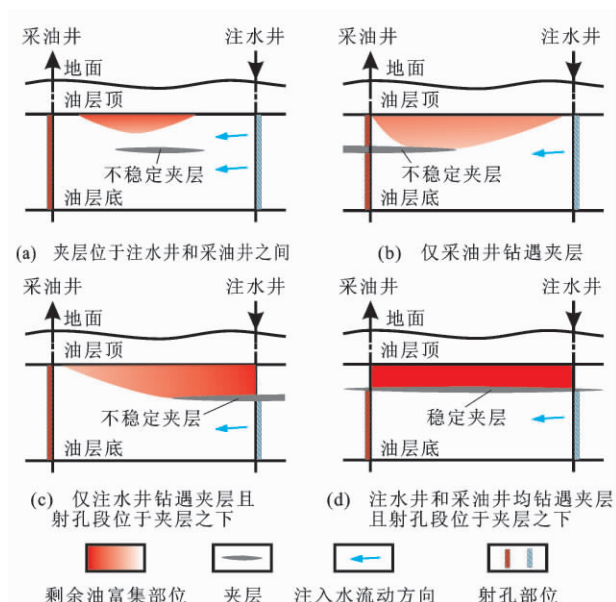 采油井 注水井
地面
油层顶
不稳定夹层
油层底
(a) 夹层位于注水井和采油井之间
采油井 注水井
地面
油层顶
不稳定夹层
油层底
(b) 仅采油井钻遇夹层
采油井 注水井
地面
油层顶
不稳定夹层
油层底
(c) 仅注水井钻遇夹层且
射孔段位于夹层之下
采油井 注水井
地面
油层顶
稳定夹层
油层底
(d) 注水井和采油井均钻遇夹层
且射孔段位于夹层之下
剩余油富集部位 夹层 注入水流动方向 射孔部位